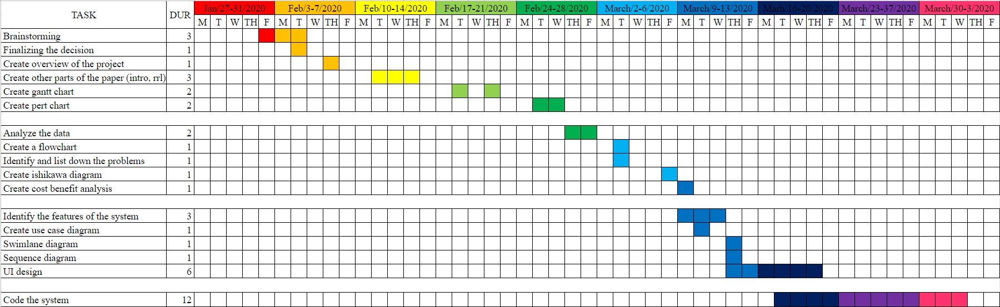 TASK DUR Jan/27-31/2020 Feb/3-7/2020 Feb/10-14/2020 Feb/17-21/2020 Feb/24-28/2020 March/2-6/2020 March/9-13/2020 Marh/16-20/2020 March/23-37/2020 March/30-3/2020
M T W TH F M T W TH F M T W TH F M T W TH F M T W TH F M T W TH F M T W TH F M T W TH F M T W TH F M T W TH F
Brainstorming 3
Finalizing the decision 1
Create overview of the project 1
Create other parts of the paper (intro, rrl) 3
Create gantt chart 2
Create pert chart 2
Analyze the data 2
Create a flowchart 1
Identify and list down the problems 1
Create ishikawa diagram 1
Create cost benefit analysis 1
Identify the features of the system 3
Create use case diagram 1
Swimlane diagram 1
Sequence diagram 1
UI design 6
Code the system 12